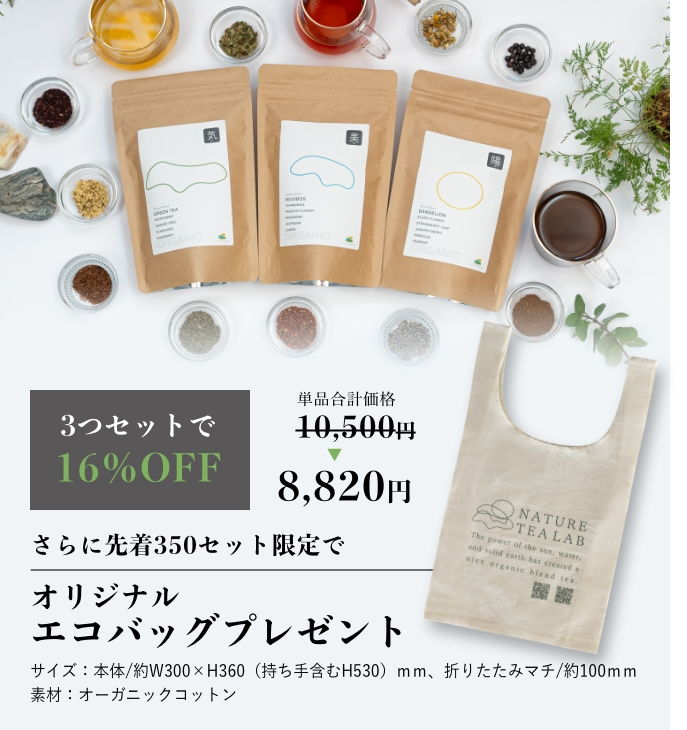 気
GREEN TEA
ORGANIC
美
ROOIBOS
ORGANIC
陽
DANDELION
ORGANIC
3つセットで
16%OFF
単品合計価格
10,500円
8,820円
さらに先着350セット限定で
オリジナル
エコバッグプレゼント
サイズ：本体/約W300×H360（持ち手含むH530）mm、折りたたみマチ/約100mm
素材：オーガニックコットン
NATURE
TEA LAB
The power of the sun, water,
and solid earth has created a
nice organic blend tea.